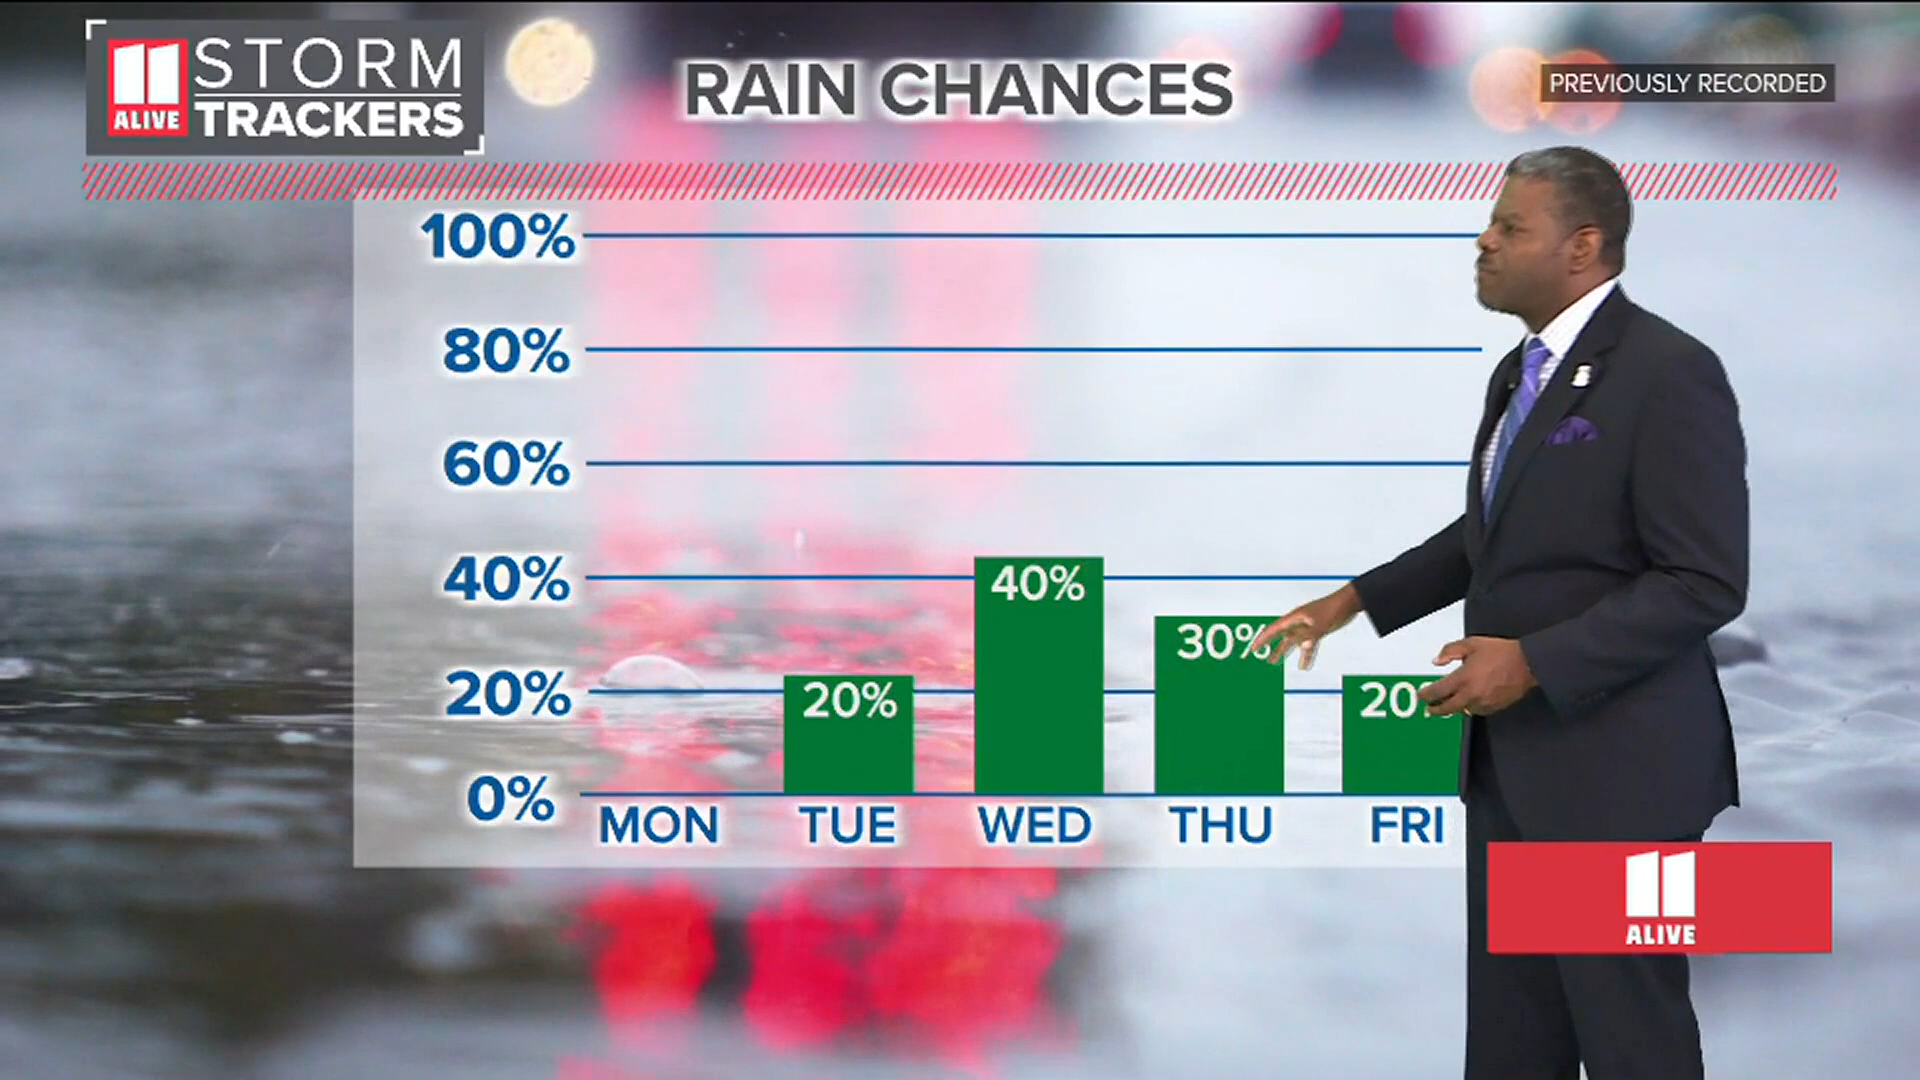 11 ALIVE
STORM
TRACKERS
RAIN CHANCES
PREVIOUSLY RECORDED
100%
80%
60%
40%
20%
0%
20%
40%
30%
20%
MON TUE WED THU FRI
11
ALIVE